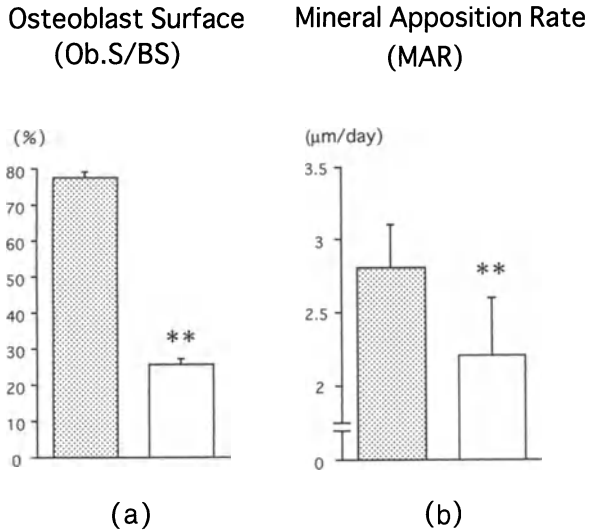 Osteoblast Surface
(Ob.S/BS)
(%)
80
70
60
50
40
30
20
10
0
**
(a)
Mineral Apposition Rate
(MAR)
(μm/day)
3.5
3
2.5
2
0
**
(b)